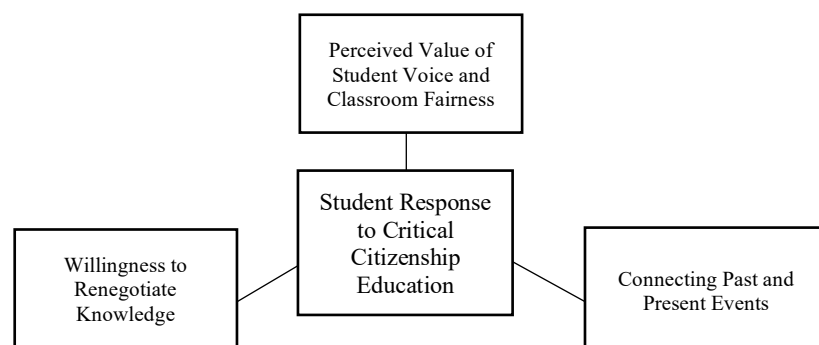 Perceived Value of
Student Voice and
Classroom Fairness
Student Response
to Critical
Citizenship
Education
Willingness to
Renegotiate
Knowledge
Connecting Past and
Present Events